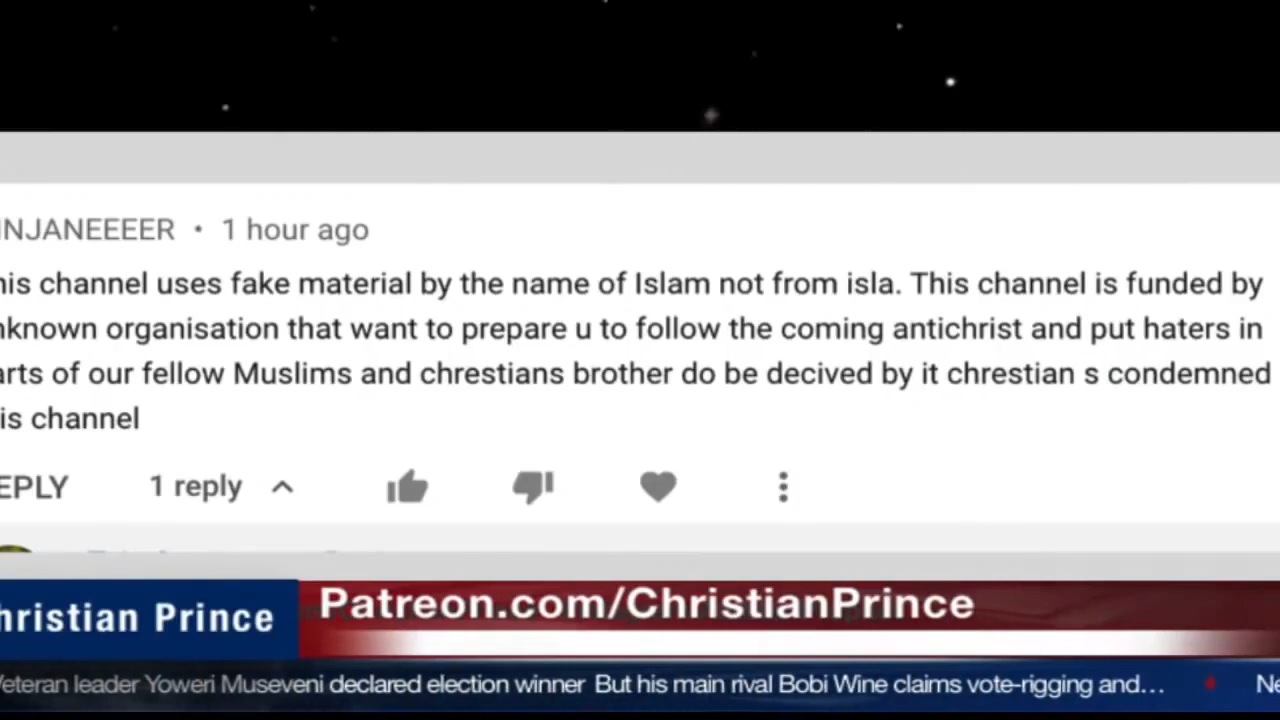 INJANEEEER • 1 hour ago
his channel uses fake material by the name of Islam not from isla. This channel is funded by
nknown organisation that want to prepare u to follow the coming antichrist and put haters in
arts of our fellow Muslims and chrestians brother do be decived by it chrestian s condemned
is channel
EPLY 1 reply
hristian Prince
Patreon.com/ChristianPrince
Veteran leader Yoweri Museveni declared election winner But his main rival Bobi Wine claims vote-rigging and... Ne